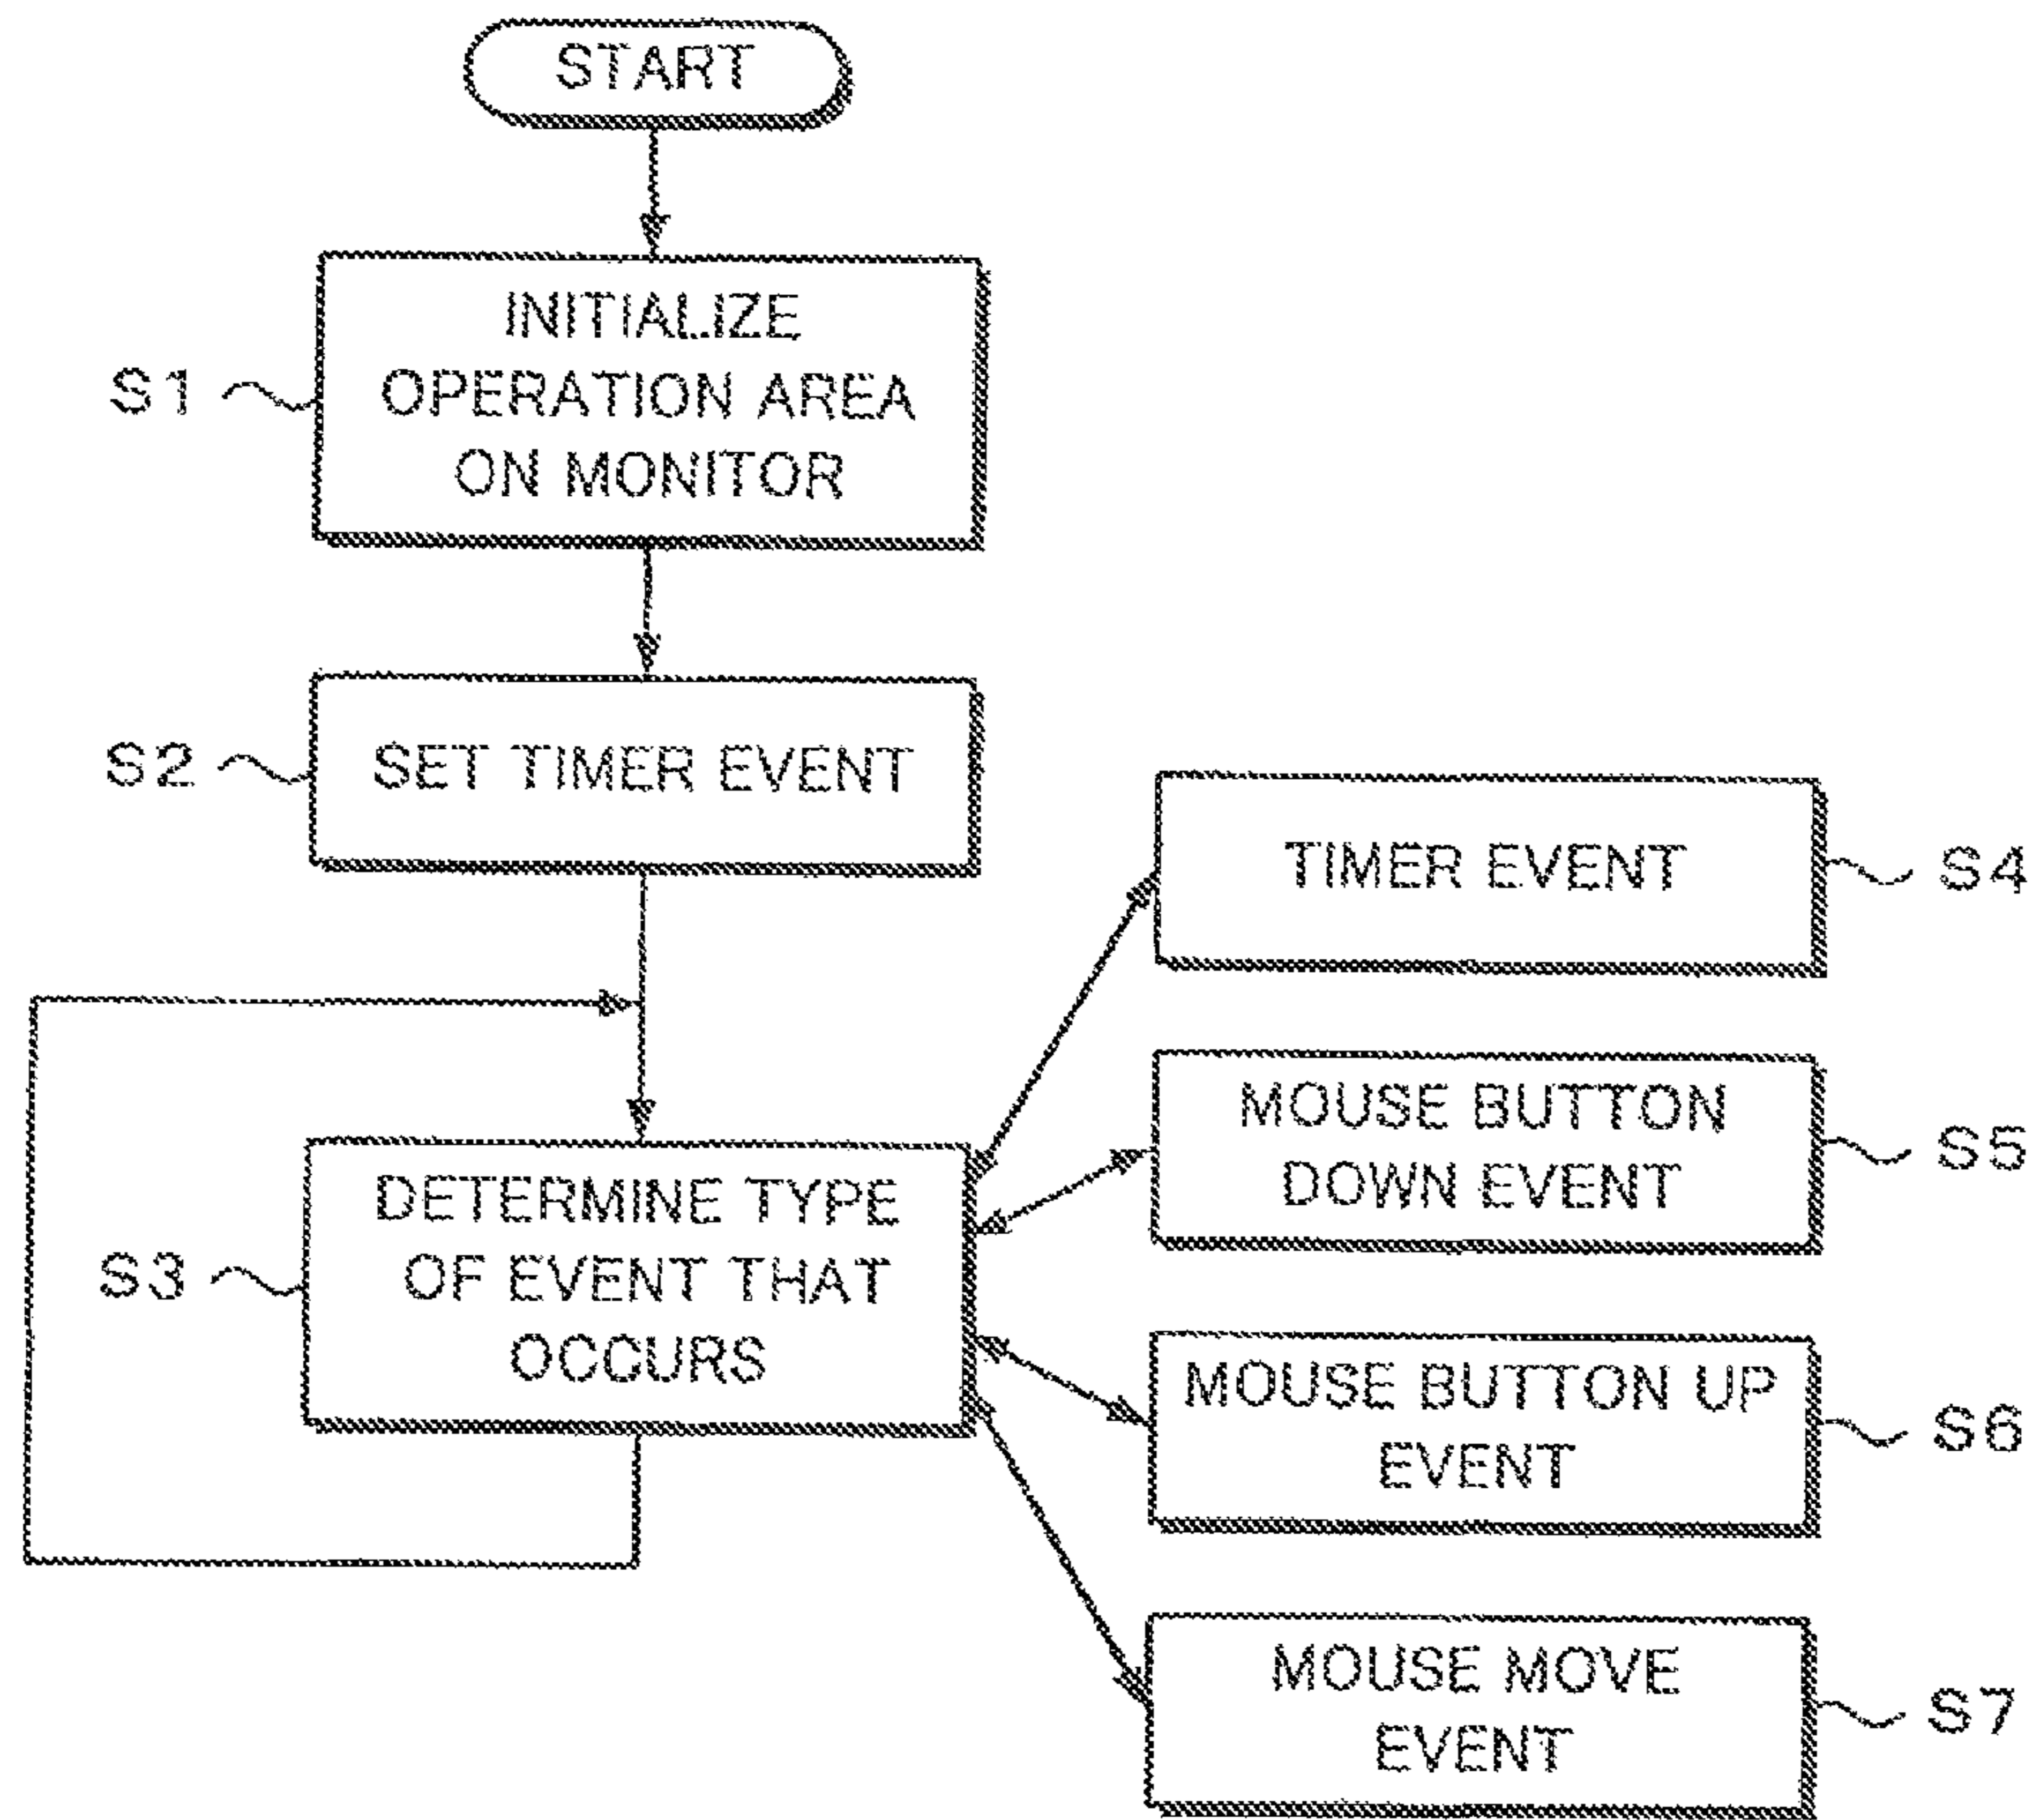 START
INITIALIZE
OPERATION AREA
ON MONITOR
S1
SET TIMER EVENT
S2
DETERMINE TYPE
OF EVENT THAT
OCCURS
S3
TIMER EVENT
S4
MOUSE BUTTON
DOWN EVENT
S5
MOUSE BUTTON UP
EVENT
S6
MOUSE MOVE
EVENT
S7